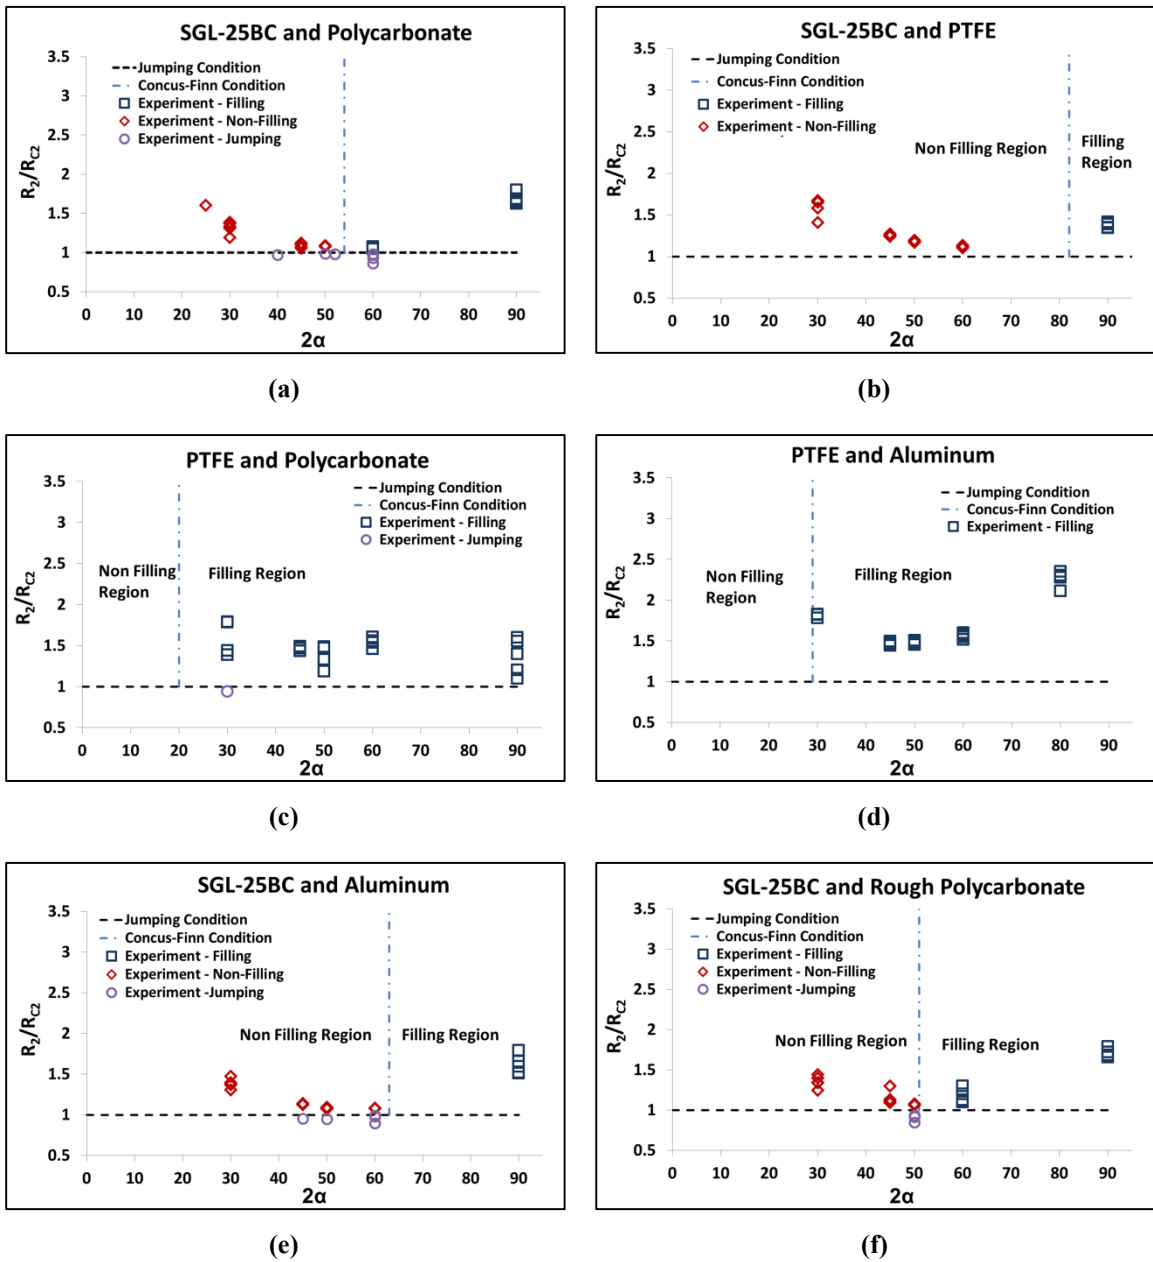 SGL-25BC and Polycarbonate
3.5
3
2.5
2
1.5
1
0.5
R2/RC2
Jumping Condition
Concus-Finn Condition
Experiment - Filling
Experiment - Non-Filling
Experiment - Jumping
0 10 20 30 40 50 60 70 80 90
2α
(a)
SGL-25BC and PTFE
3.5
3
2.5
2
1.5
1
0.5
R2/RC2
Jumping Condition
Concus-Finn Condition
Experiment - Filling
Experiment - Non-Filling
Non Filling Region
Filling
Region
0 10 20 30 40 50 60 70 80 90
2α
(b)
PTFE and Polycarbonate
3.5
3
2.5
2
1.5
1
0.5
R2/RC2
Jumping Condition
Concus-Finn Condition
Experiment - Filling
Experiment - Jumping
Non Filling
Region
Filling Region
0 10 20 30 40 50 60 70 80 90
2α
(c)
PTFE and Aluminum
3.5
3
2.5
2
1.5
1
0.5
R2/RC2
Jumping Condition
Concus-Finn Condition
Experiment - Filling
Non Filling
Region
Filling Region
0 10 20 30 40 50 60 70 80 90
2α
(d)
SGL-25BC and Aluminum
3.5
3
2.5
2
1.5
1
0.5
R2/RC2
Jumping Condition
Concus-Finn Condition
Experiment - Filling
Experiment - Non-Filling
Experiment -Jumping
Non Filling Region
Filling Region
0 10 20 30 40 50 60 70 80 90
2α
(e)
SGL-25BC and Rough Polycarbonate
3.5
3
2.5
2
1.5
1
0.5
R2/RC2
Jumping Condition
Concus-Finn Condition
Experiment - Filling
Experiment - Non-Filling
Experiment -Jumping
Non Filling Region
Filling Region
0 10 20 30 40 50 60 70 80 90
2α
(f)